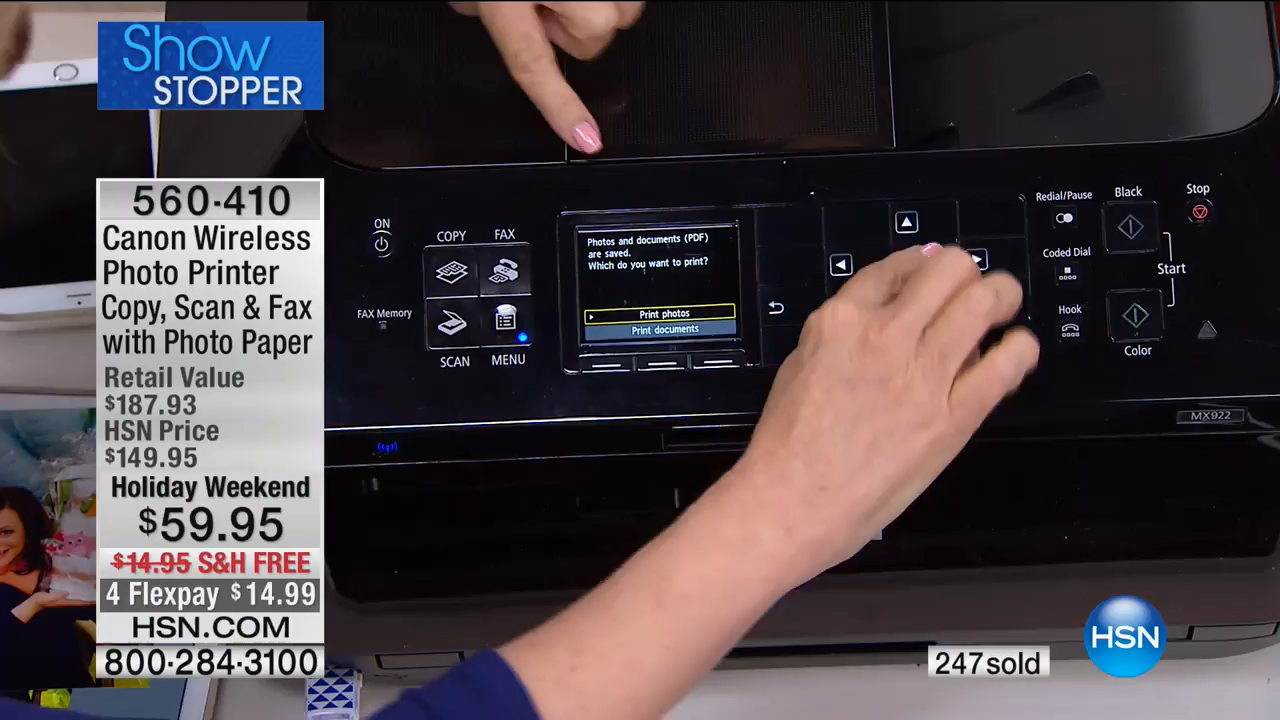 Show
STOPPER
560-410
Canon Wireless
Photo Printer
Copy, Scan & Fax
with Photo Paper
Retail Value
$187.93
HSN Price
$149.95
Holiday Weekend
$59.95
$14.95 S&H FREE
4 Flexpay $14.99
HSN.COM
800-284-3100
ON
FAX Memory
COPY
FAX
SCAN
MENU
Photos and documents (PDF)
are saved.
Which do you want to print?
Print photos
Print documents
Redial/Pause
Coded Dial
Hook
Black
Color
Start
Stop
MX922
247 sold
HSN